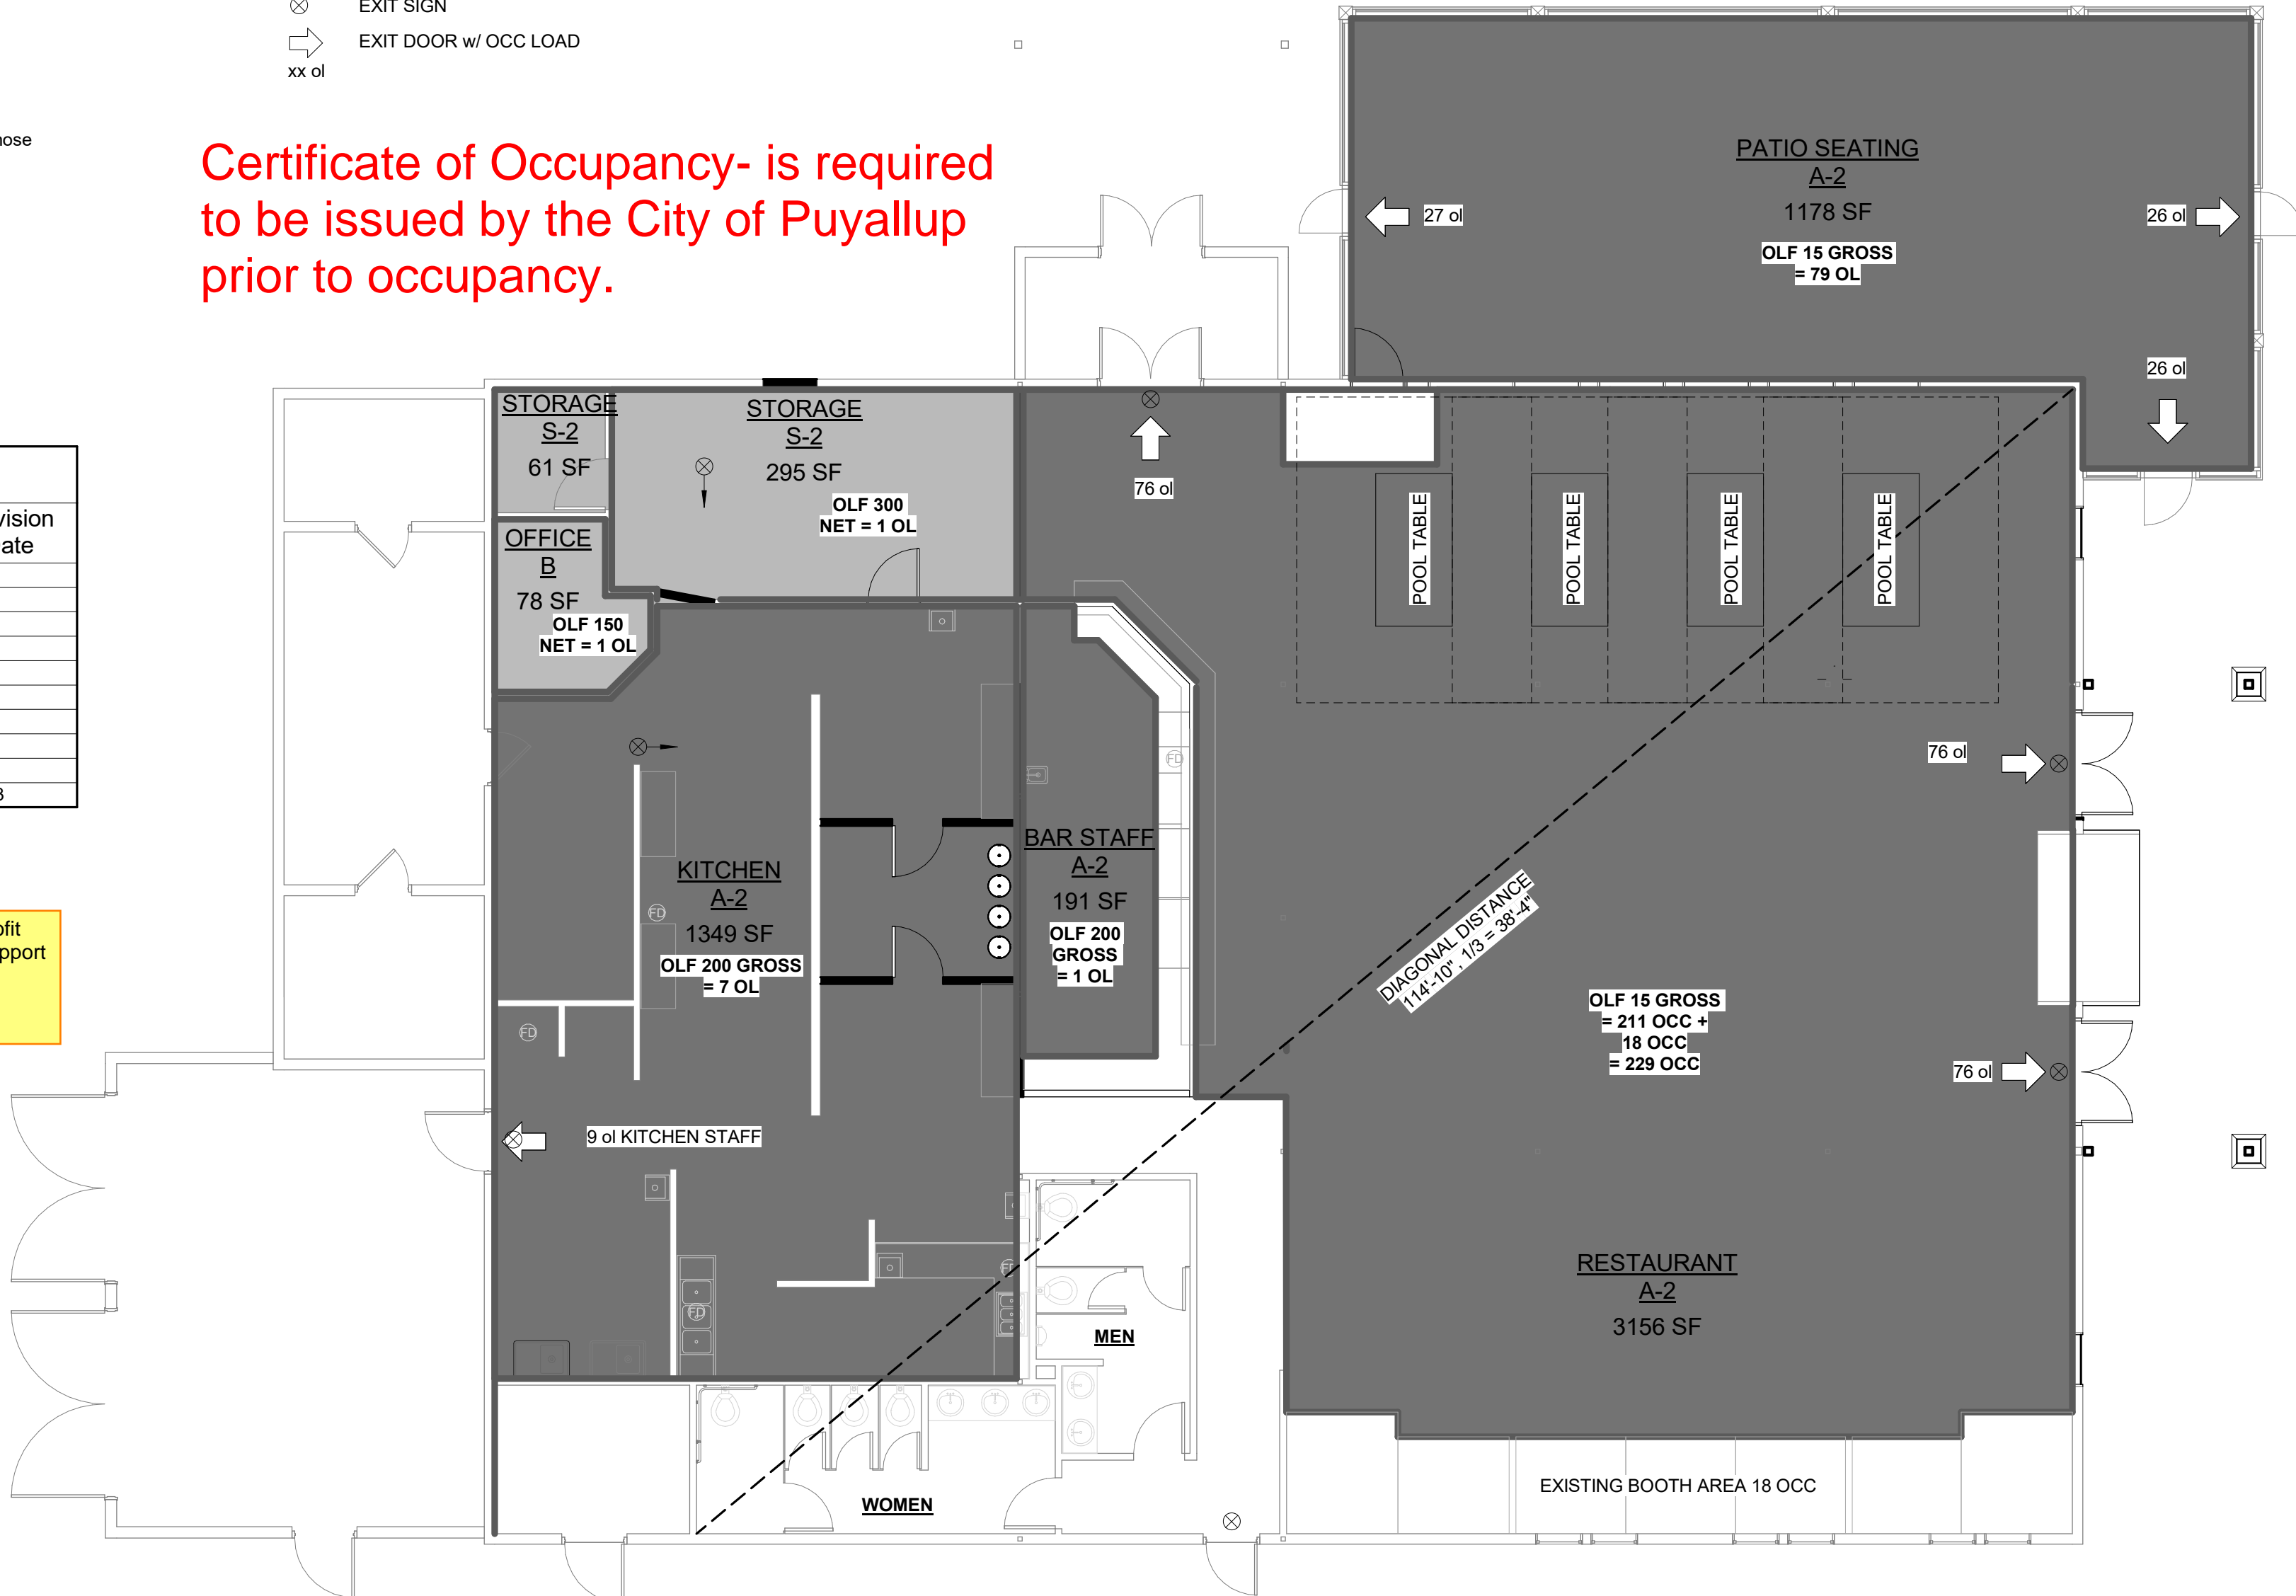 EXIT SIGN
EXIT DOOR w/ OCC LOAD
xx ol
Certificate of Occupancy- is required
to be issued by the City of Puyallup
prior to occupancy.
PATIO SEATING
A-2
1178 SF
OLF 15 GROSS
= 79 OL
27 ol
26 ol
26 ol
STORAGE
S-2
61 SF
STORAGE
S-2
295 SF
OLF 300
NET = 1 OL
76 ol
OFFICE
B
78 SF
OLF 150
NET = 1 OL
POOL TABLE
POOL TABLE
POOL TABLE
POOL TABLE
76 ol
FD
BAR STAFF
A-2
191 SF
OLF 200
GROSS
= 1 OL
KITCHEN
A-2
1349 SF
OLF 200 GROSS
= 7 OL
FD
FD
DIAGONAL DISTANCE
114'-10" , 1/3 = 38'-4"
OLF 15 GROSS
= 211 OCC +
18 OCC
= 229 OCC
76 ol
9 ol KITCHEN STAFF
RESTAURANT
A-2
3156 SF
FD
FD
MEN
WOMEN
EXISTING BOOTH AREA 18 OCC